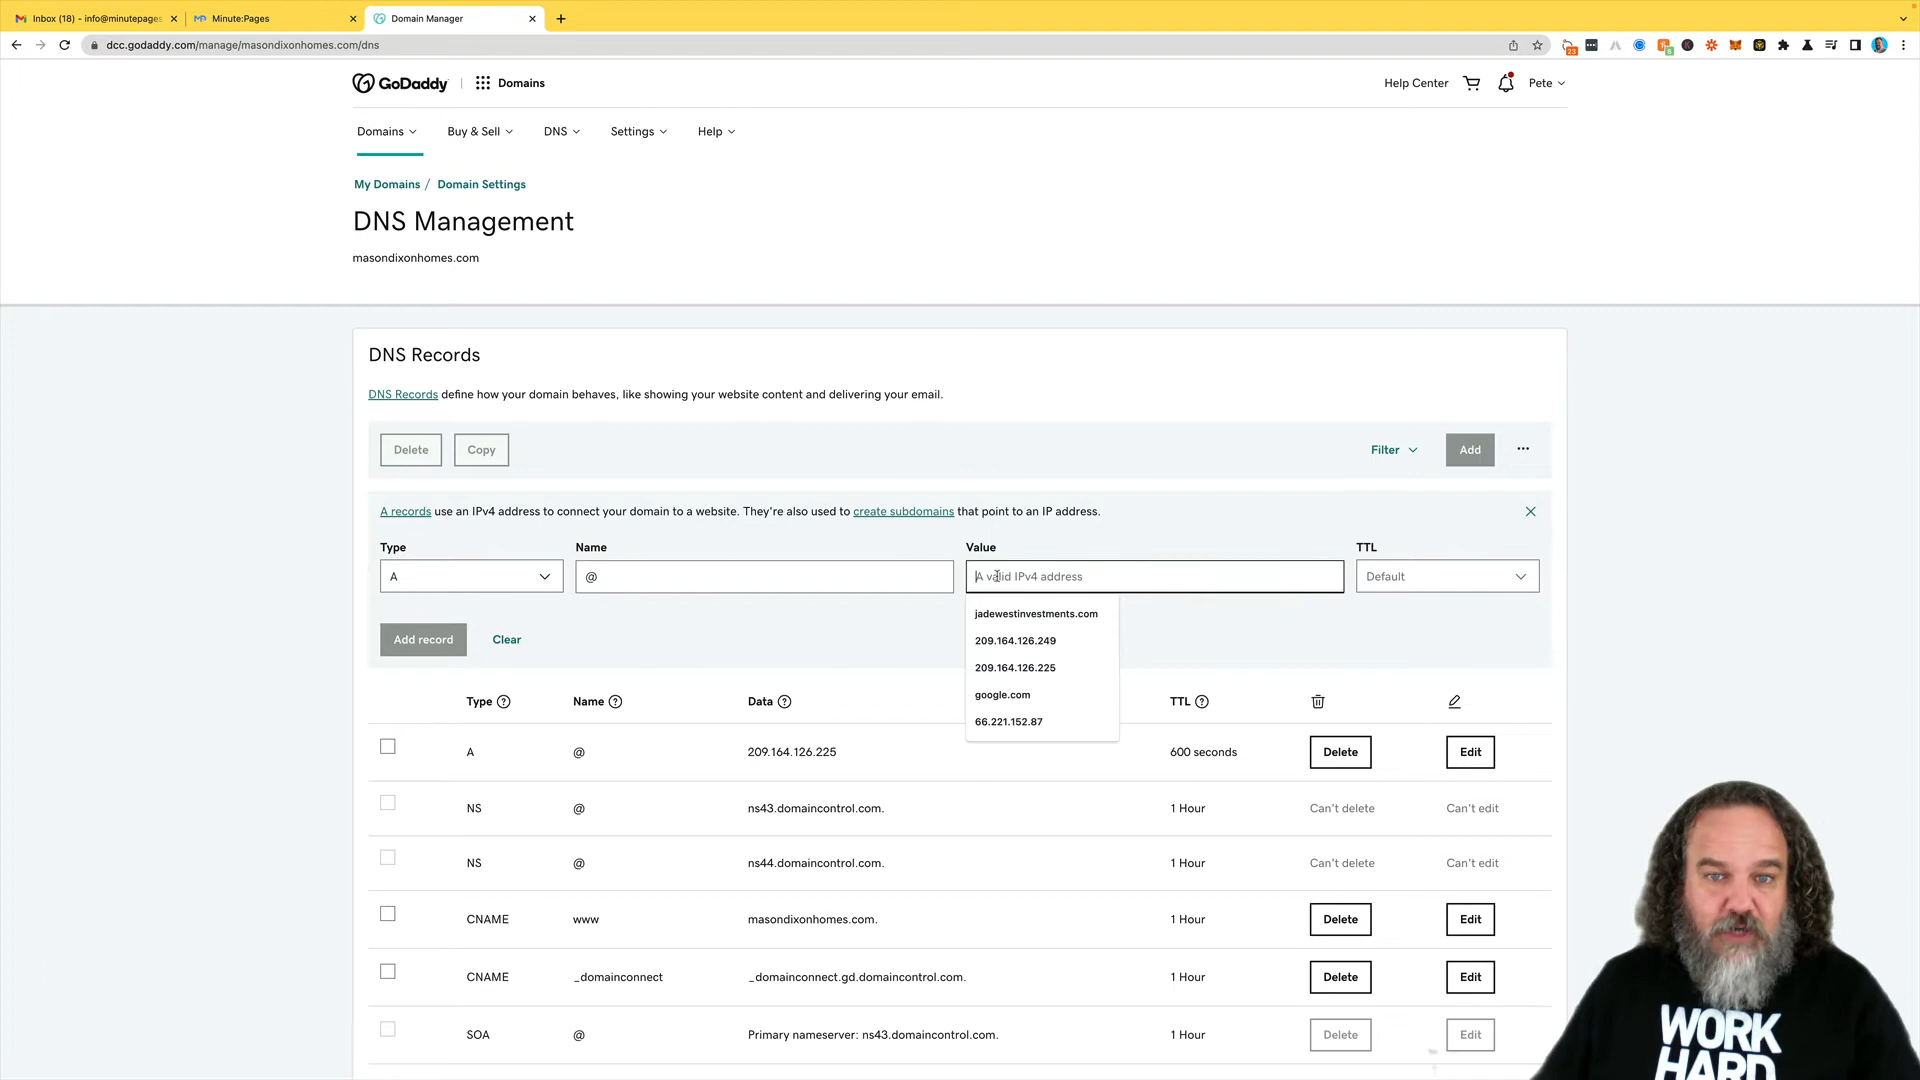 Inbox (18) - info@minutepages
Minute:Pages
Domain Manager
dcc.godaddy.com/manage/masondixonhomes.com/dns
GoDaddy
Domains
Help Center
Pete
Domains
Buy & Sell
DNS
Settings
Help
My Domains / Domain Settings
DNS Management
masondixonhomes.com
DNS Records
DNS Records define how your domain behaves, like showing your website content and delivering your email.
Delete
Copy
Filter
Add
A records use an IPv4 address to connect your domain to a website. They're also used to create subdomains that point to an IP address.
Type
Name
Value
TTL
A
@
A valid IPv4 address
Default
jadewestinvestments.com
209.164.126.249
209.164.126.225
google.com
66.221.152.87
Add record
Clear
Type
Name
Data
TTL
A @ 209.164.126.225 600 seconds Delete Edit
NS @ ns43.domaincontrol.com. 1 Hour Can't delete Can't edit
NS @ ns44.domaincontrol.com. 1 Hour Can't delete Can't edit
CNAME www masondixonhomes.com. 1 Hour Delete Edit
CNAME _domainconnect _domainconnect.gd.domaincontrol.com. 1 Hour Delete Edit
SOA @ Primary nameserver: ns43.domaincontrol.com. 1 Hour Delete Edit
WORK
HARD